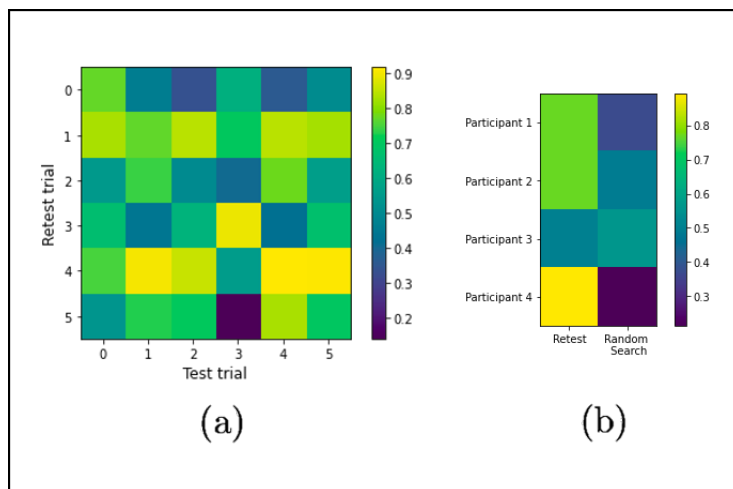 0
1
2
3
4
5
Retest trial
0 1 2 3 4 5
Test trial
0.9
0.8
0.7
0.6
0.5
0.4
0.3
0.2
(a)
Participant 1
Participant 2
Participant 3
Participant 4
Retest Random
Search
0.8
0.7
0.6
0.5
0.4
0.3
(b)